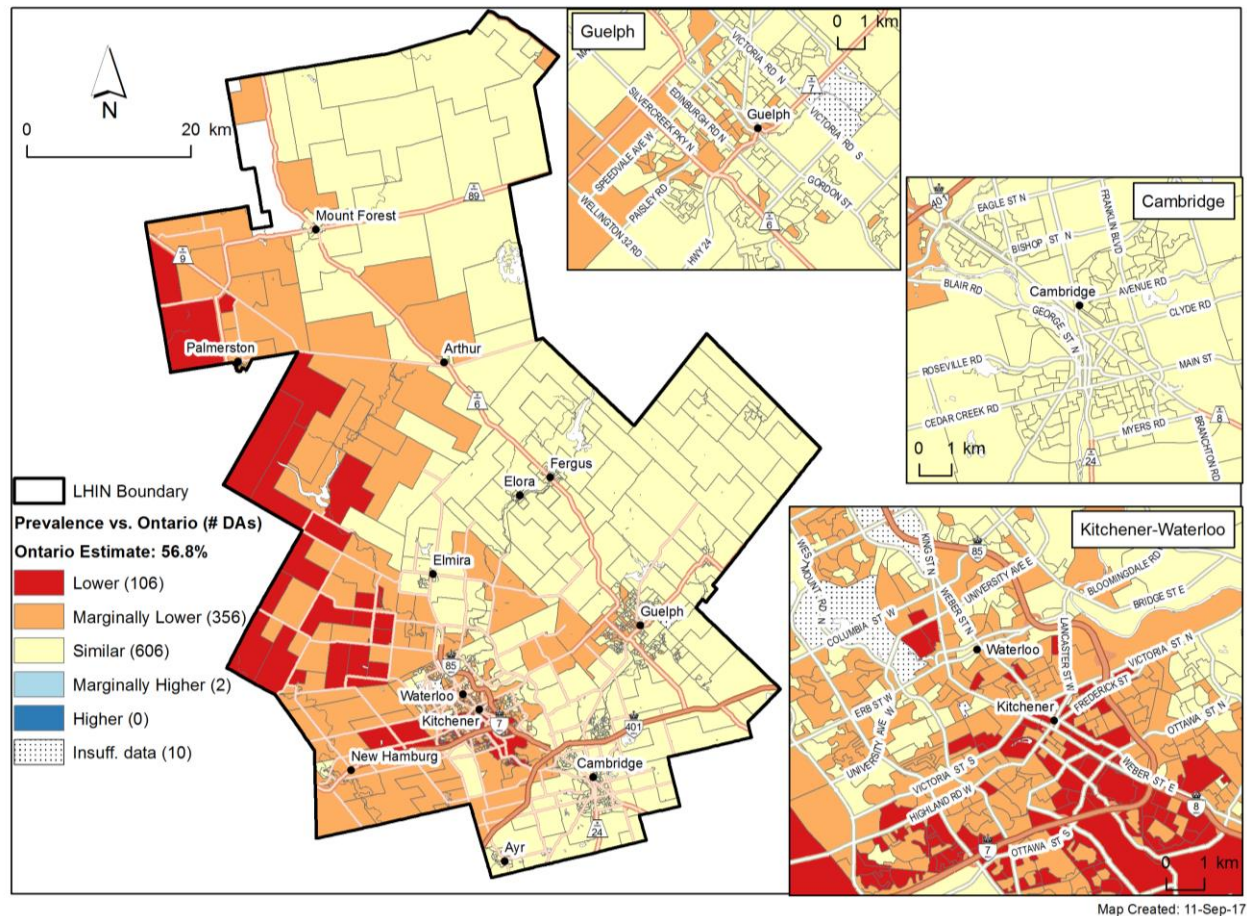 N
0 20 km
Mount Forest
89
9
Palmerston
Arthur
6
Fergus
Elora
Elmira
Guelph
85
Waterloo
Kitchener
7
401
New Hamburg
Cambridge
24
Ayr
LHIN Boundary
Prevalence vs. Ontario (# DAs)
Ontario Estimate: 56.8%
Lower (106)
Marginally Lower (356)
Similar (606)
Marginally Higher (2)
Higher (0)
Insuff. data (10)
Guelph
0 1
km
VICTORIA RD N
7
SILVERCREEK PKY N
EDINBURGH RD N
Guelph
SPEEDVALE AVE W
VICTORIA RD S
PAISLEY RD
GORDON ST
WELLINGTON 32 RD
HWY 24
6
Cambridge
401
EAGLE ST N
FRANKLIN BLVD
BISHOP ST N
BLAIR RD
Cambridge
AVENUE RD
GEORGE ST N
CLYDE RD
ROSEVILLE RD
MAIN ST
CEDAR CREEK RD
8
MYERS RD
BRANCHTON RD
0 1
km
24
Kitchener-Waterloo
KING ST N
85
WESTMOUNT RD N
UNIVERSITY AVE E
BLOOMINGDALE RD
WEBER ST N
BRIDGE ST E
COLUMBIA ST W
LANCASTER ST W
Waterloo
VICTORIA ST N
ERB ST W
FREDERICK ST
Kitchener
OTTAWA ST N
UNIVERSITY AVE W
VICTORIA ST S
WEBER ST E
HIGHLAND RD W
8
7
OTTAWA ST S
0 1
km
Map Created: 11-Sep-17